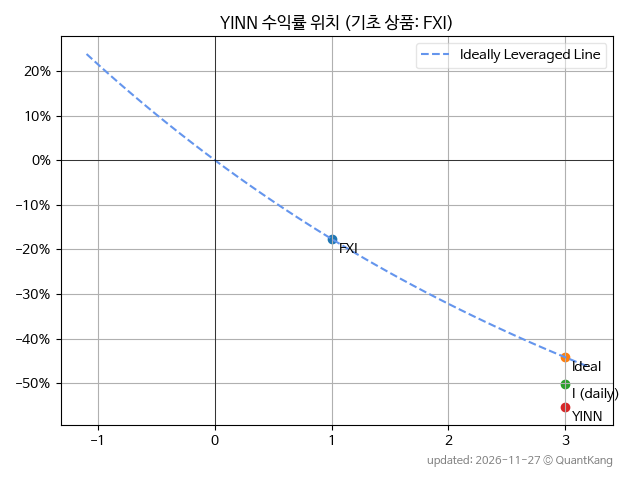 YINN 수익률 위치 (기초 상품: FXI)
Ideally Leveraged Line
20%
10%
0%
−10%
−20%
−30%
−40%
−50%
FXI
Ideal
I (daily)
YINN
−1
0
1
2
3
updated: 2026-11-27 © QuantKang